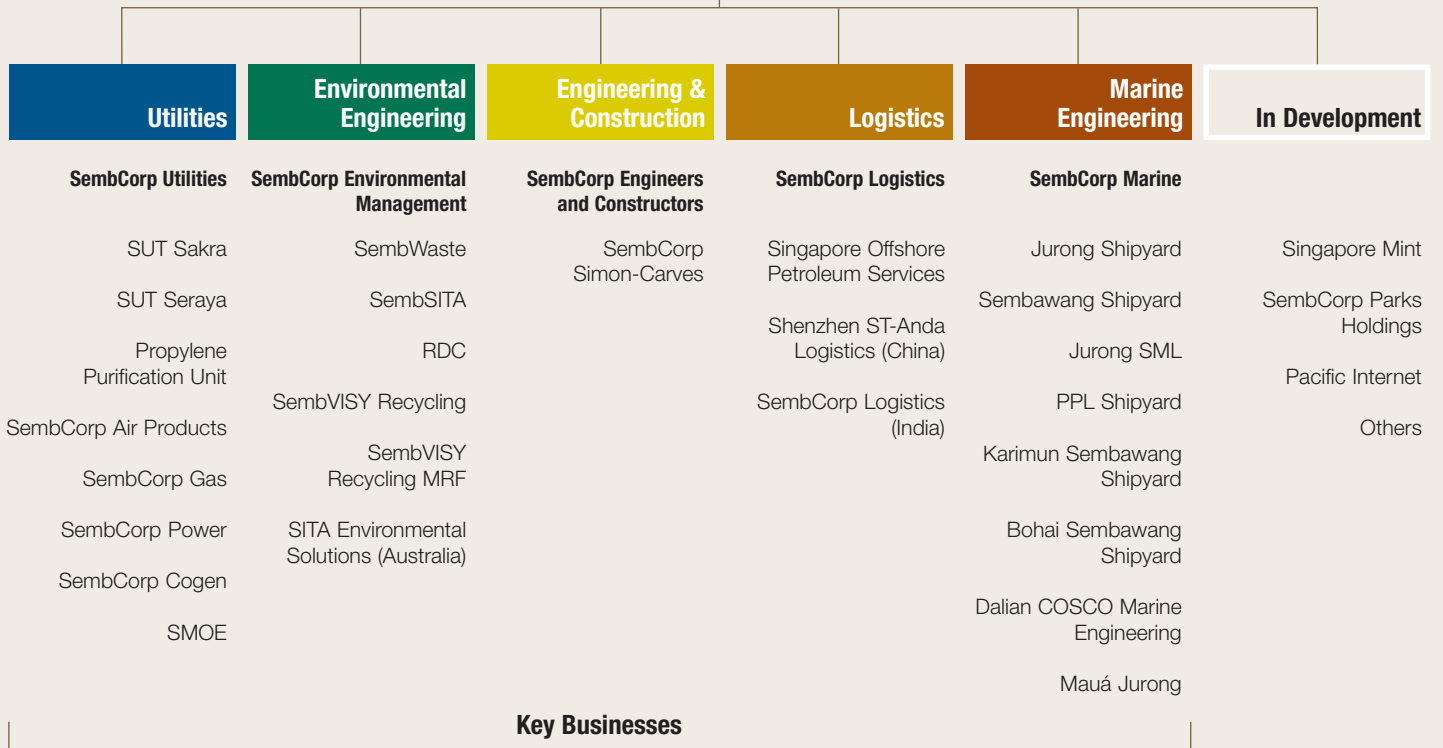 Utilities
SembCorp Utilities
SUT Sakra
SUT Seraya
Propylene
Purification Unit
SembCorp Air Products
SembCorp Gas
SembCorp Power
SembCorp Cogen
SMOE
Environmental
Engineering
SembCorp Environmental
Management
SembWaste
SembSITA
RDC
SembVISY Recycling
SembVISY
Recycling MRF
SITA Environmental
Solutions (Australia)
Engineering &
Construction
SembCorp Engineers
and Constructors
SembCorp
Simon-Carves
Logistics
SembCorp Logistics
Singapore Offshore
Petroleum Services
Shenzhen ST-Anda
Logistics (China)
SembCorp Logistics
(India)
Marine
Engineering
SembCorp Marine
Jurong Shipyard
Sembawang Shipyard
Jurong SML
PPL Shipyard
Karimun Sembawang
Shipyard
Bohai Sembawang
Shipyard
Dalian COSCO Marine
Engineering
Mauá Jurong
In Development
Singapore Mint
SembCorp Parks
Holdings
Pacific Internet
Others
Key Businesses